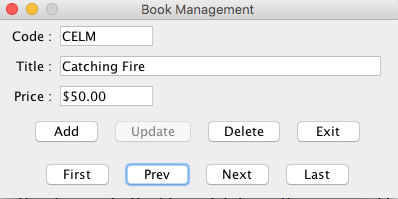 Book Management
Code : CELM
Title : Catching Fire
Price : $50.00
Add Update Delete Exit
First Prev Next Last